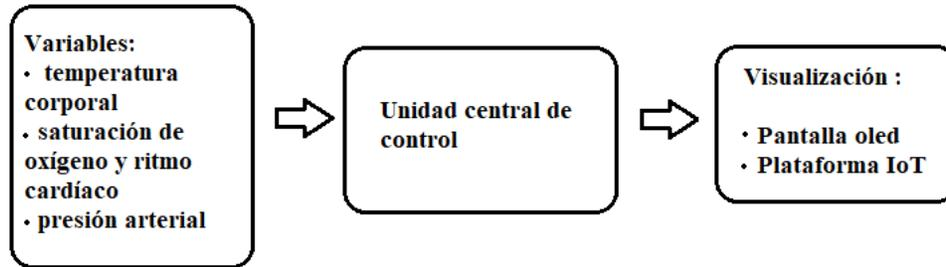 Variables:
• temperatura
corporal
• saturación de
oxígeno y ritmo
cardíaco
• presión arterial
Unidad central de
control
Visualización :
• Pantalla oled
• Plataforma IoT